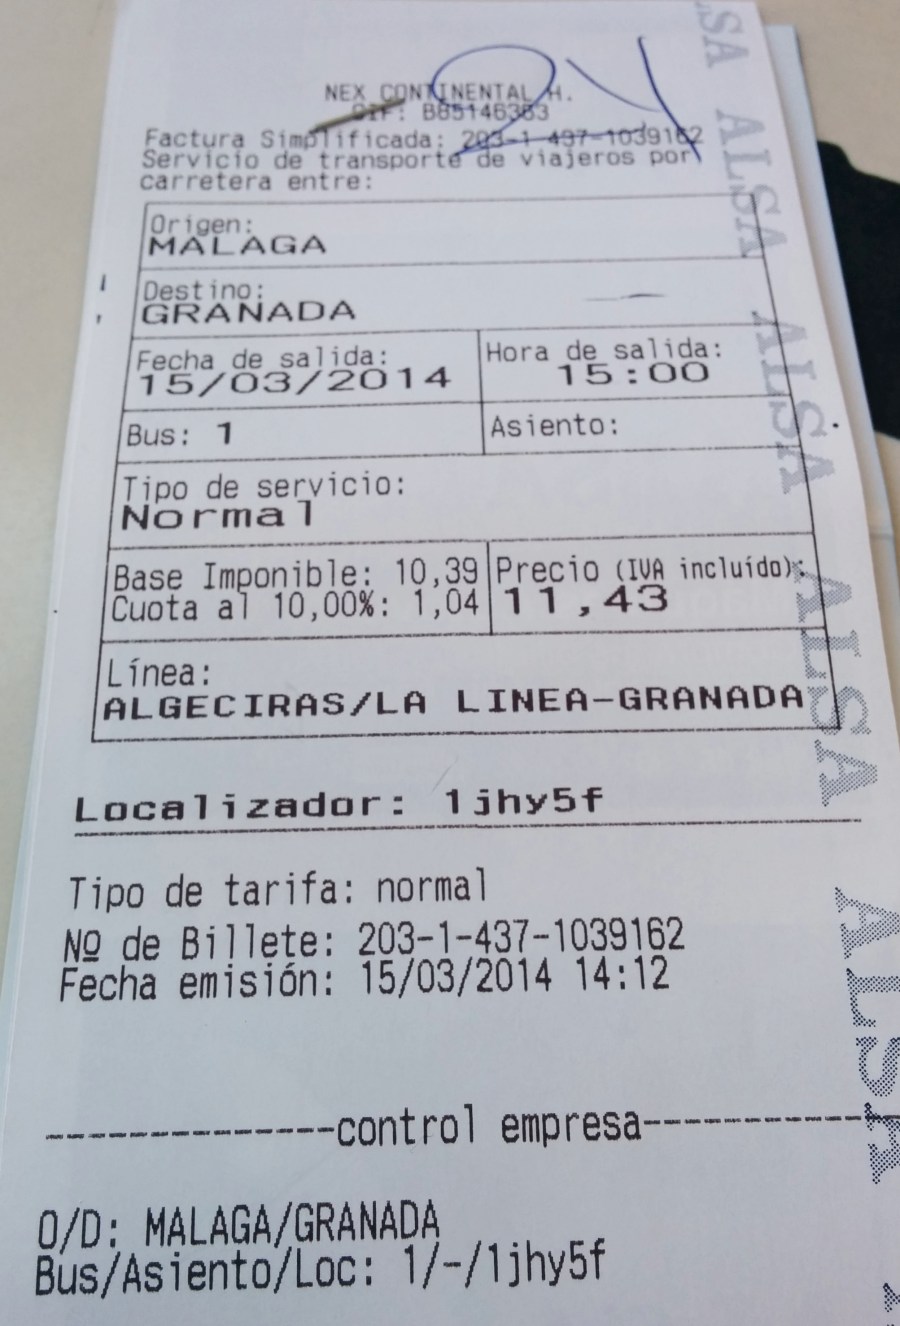 NEX CONTINENTAL H.
CIF: B85146363
Factura Simplificada: 203-1-437-1039162
Servicio de transporte de viajeros por
carretera entre:
Origen:
MALAGA
Destino:
GRANADA
Fecha de salida:
15/03/2014
Hora de salida:
15:00
Bus: 1
Asiento:
Tipo de servicio:
Normal
Base Imponible: 10,39
Cuota al 10,00%: 1,04
Precio (IVA incluído):
11,43
Línea:
ALGECIRAS/LA LINEA-GRANADA
Localizador: 1jhy5f
Tipo de tarifa: normal
Nº de Billete: 203-1-437-1039162
Fecha emisión: 15/03/2014 14:12
--------------control empresa------------
O/D: MALAGA/GRANADA
Bus/Asiento/Loc: 1/-/1jhy5f
ALSA ALSA ALSA ALSA ALSA